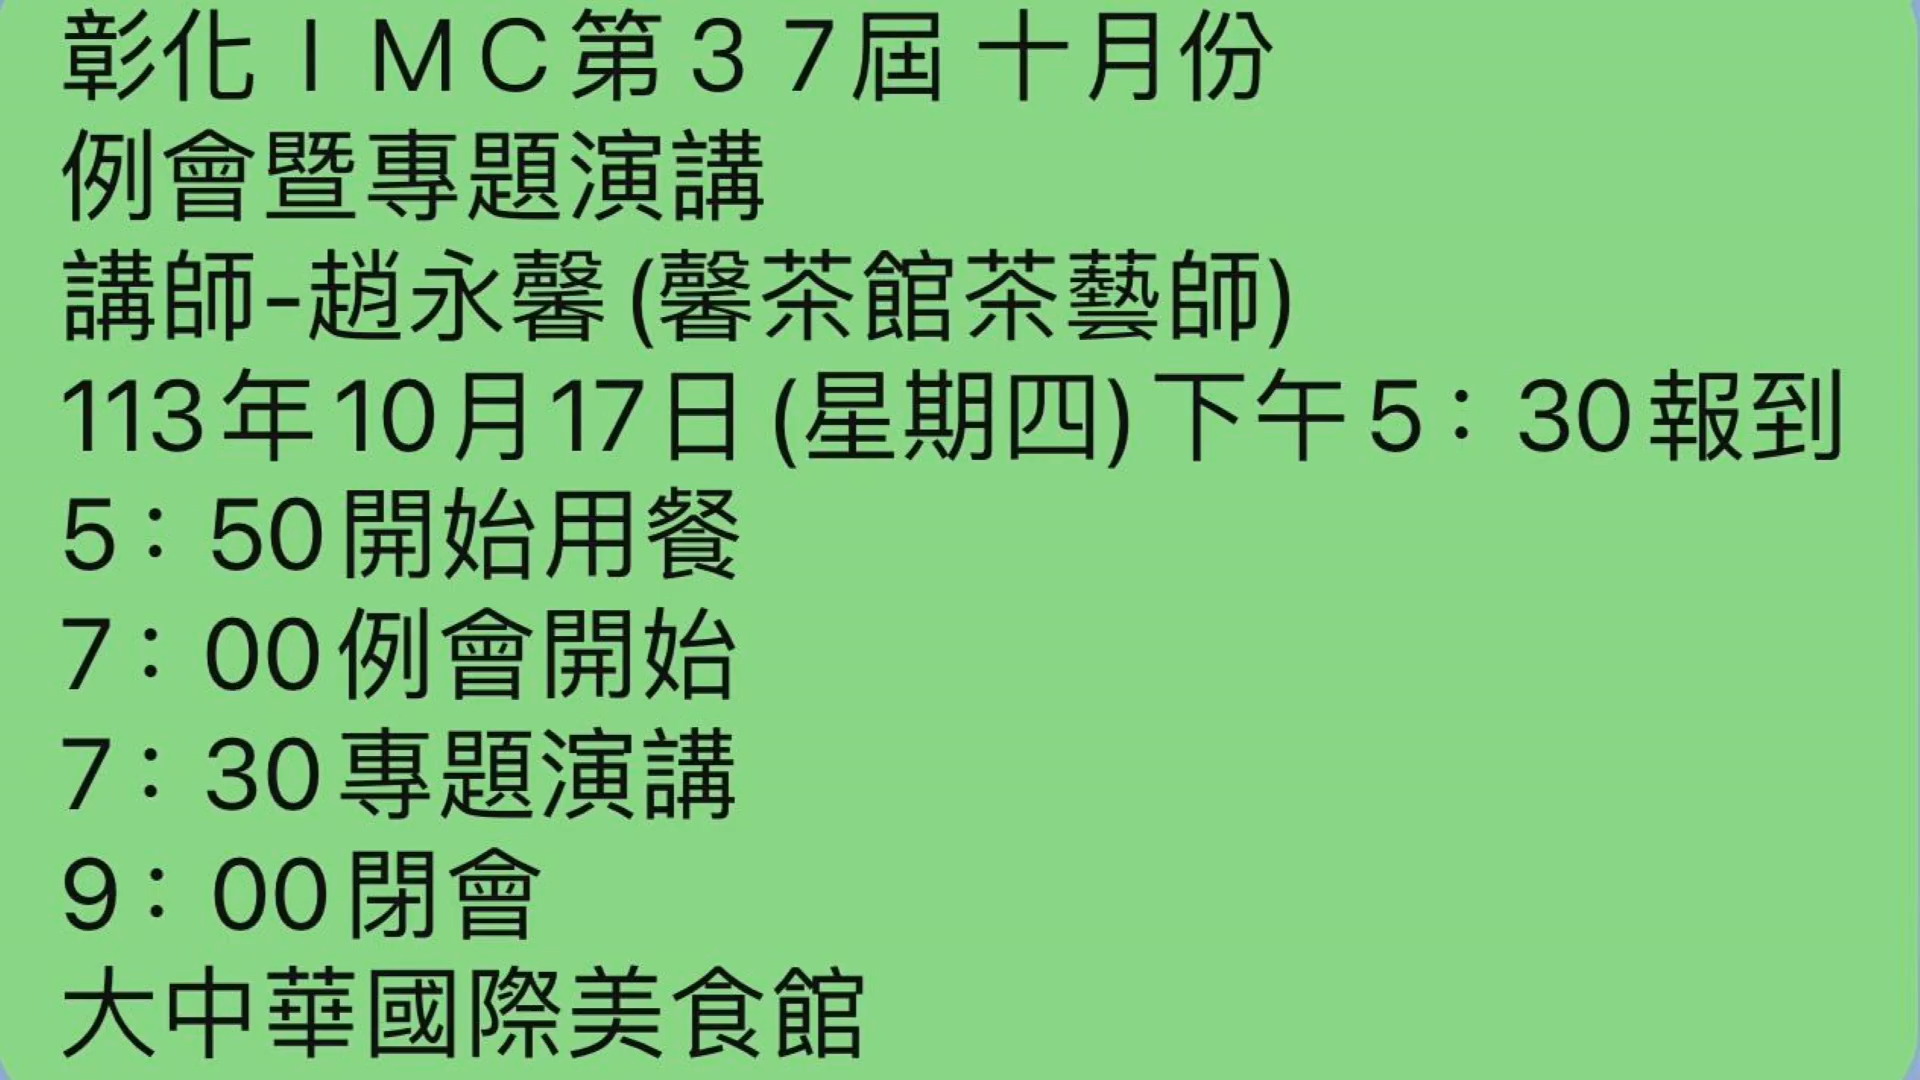 彰化ＩＭＣ第３７屆 十月份
例會暨專題演講
講師-趙永馨(馨茶館茶藝師)
113年10月17日(星期四)下午5：30報到
5：50開始用餐
7：00例會開始
7：30專題演講
9：00閉會
大中華國際美食館